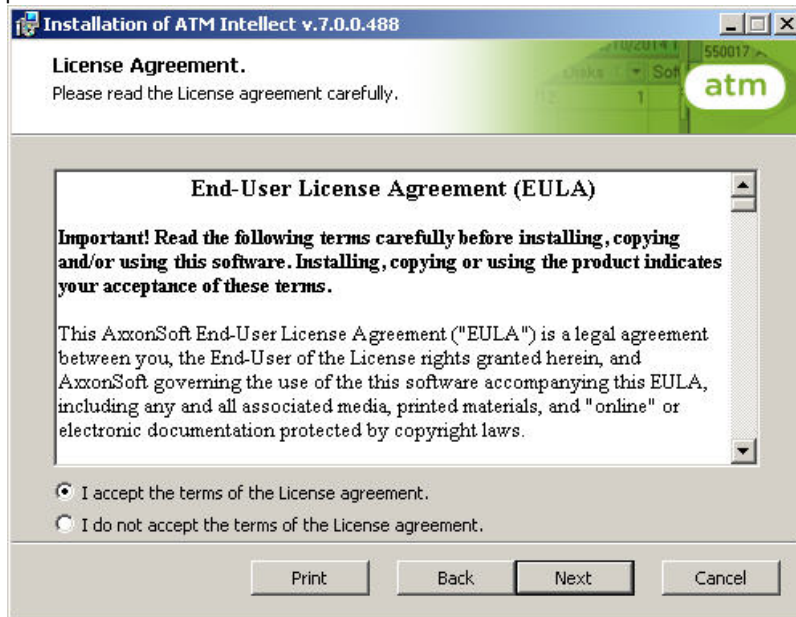 Installation of ATM Intellect v.7.0.0.488
License Agreement.
Please read the License agreement carefully.
10/2014
550017
Disks
Sof
1
atm
End-User License Agreement (EULA)
Important! Read the following terms carefully before installing, copying
and/or using this software. Installing, copying or using the product indicates
your acceptance of these terms.
This AxxonSoft End-User License Agreement ("EULA") is a legal agreement
between you, the End-User of the License rights granted herein, and
AxxonSoft governing the use of the this software accompanying this EULA,
including any and all associated media, printed materials, and "online" or
electronic documentation protected by copyright laws.
I accept the terms of the License agreement.
I do not accept the terms of the License agreement.
Print
Back
Next
Cancel